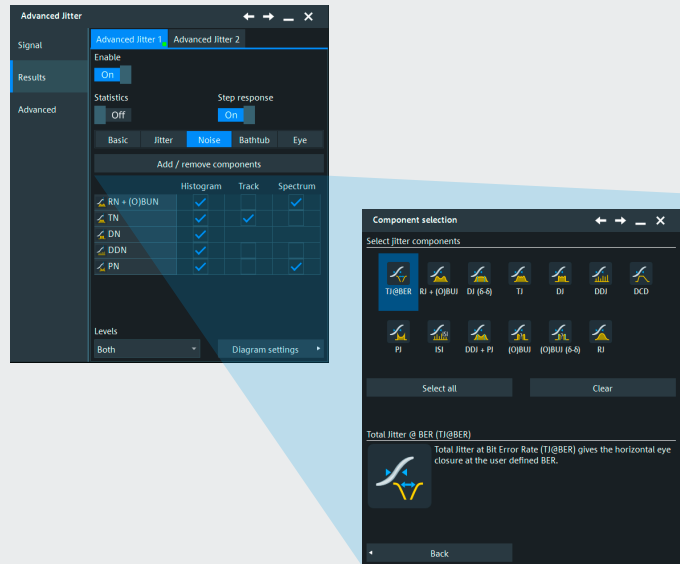 Advanced Jitter
Signal
Results
Advanced
Advanced Jitter 1
Advanced Jitter 2
Enable
On
Statistics
Step response
Off
On
Basic
Jitter
Noise
Bathtub
Eye
Add / remove components
Histogram
Track
Spectrum
RN + (O)BUN
TN
DN
DDN
PN
Levels
Both
Diagram settings
Component selection
Select jitter components
TJ@BER
RJ + (O)BUJ
DJ (δ-δ)
TJ
DJ
DDJ
DCD
PJ
ISI
DDJ + PJ
(O)BUJ
(O)BUJ (δ-δ)
RJ
Select all
Clear
Total Jitter @ BER (TJ@BER)
Total Jitter at Bit Error Rate (TJ@BER) gives the horizontal eye
closure at the user defined BER.
Back